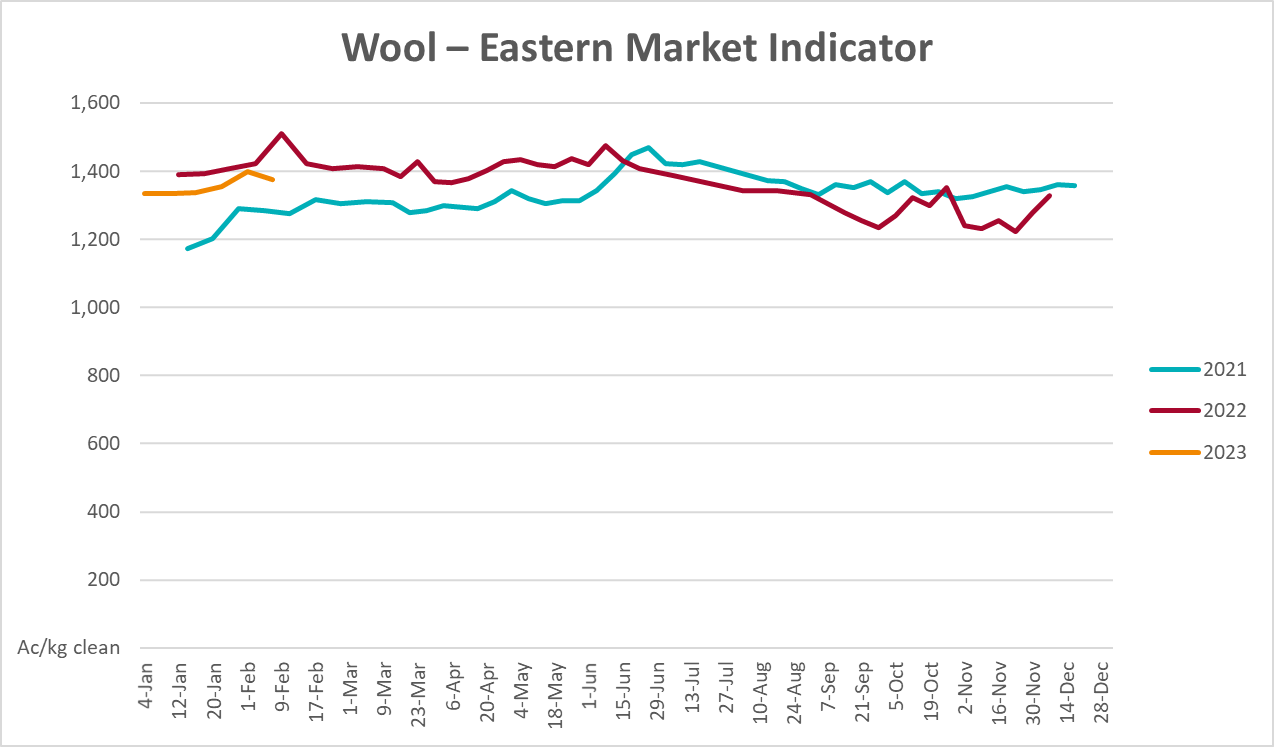 Wool – Eastern Market Indicator
1,600
1,400
1,200
1,000
800
600
400
200
Ac/kg clean
4-Jan
12-Jan
20-Jan
1-Feb
9-Feb
17-Feb
1-Mar
9-Mar
23-Mar
6-Apr
20-Apr
4-May
18-May
1-Jun
15-Jun
29-Jun
13-Jul
27-Jul
10-Aug
24-Aug
7-Sep
21-Sep
5-Oct
19-Oct
2-Nov
16-Nov
30-Nov
14-Dec
28-Dec
2021
2022
2023